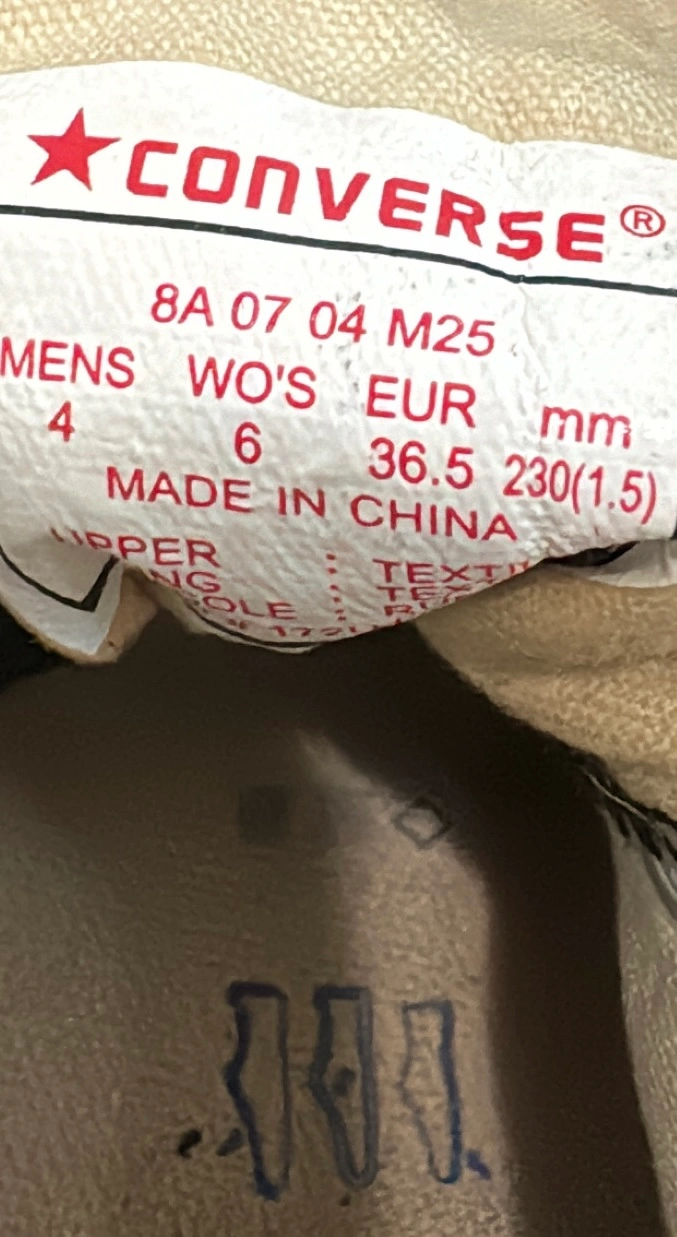 ★CONVERSE®
8A 07 04 M25
MENS WO'S EUR mm
4 6 36.5 230(1.5)
MADE IN CHINA
UPPER :